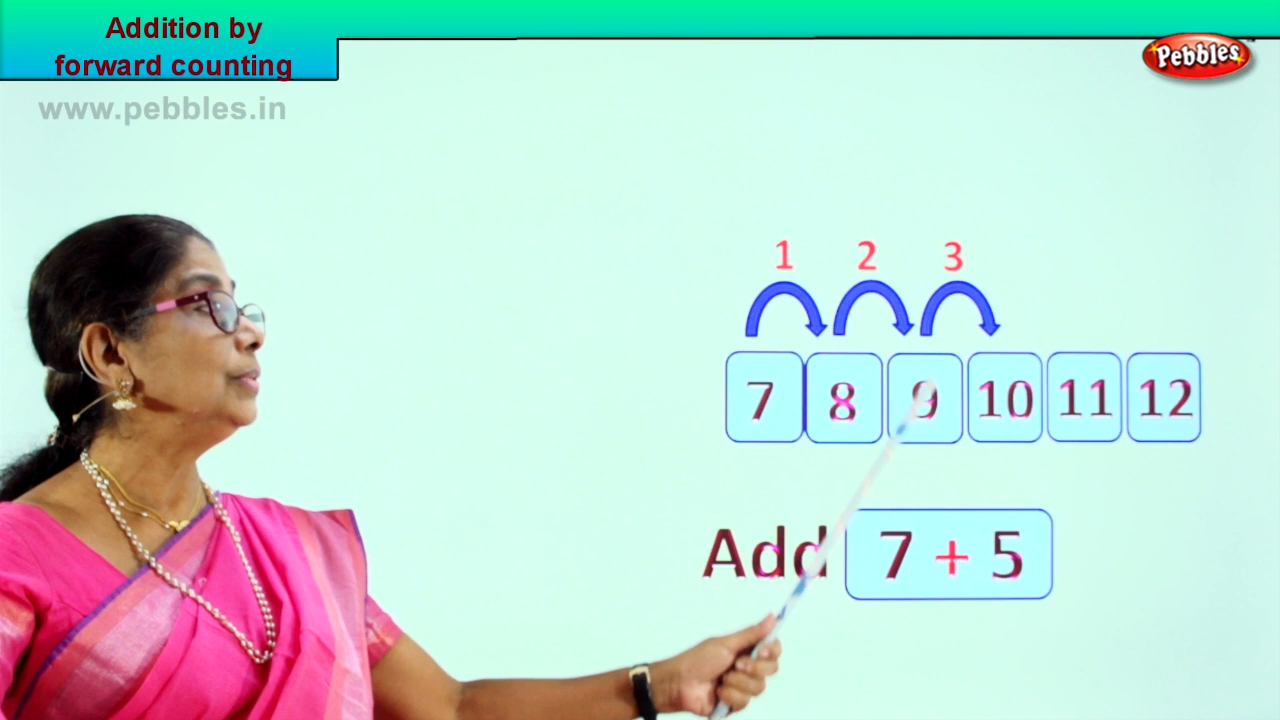 Addition by
forward counting
Pebbles
www.pebbles.in
1 2 3
7 8 9 10 11 12
Add 7 + 5